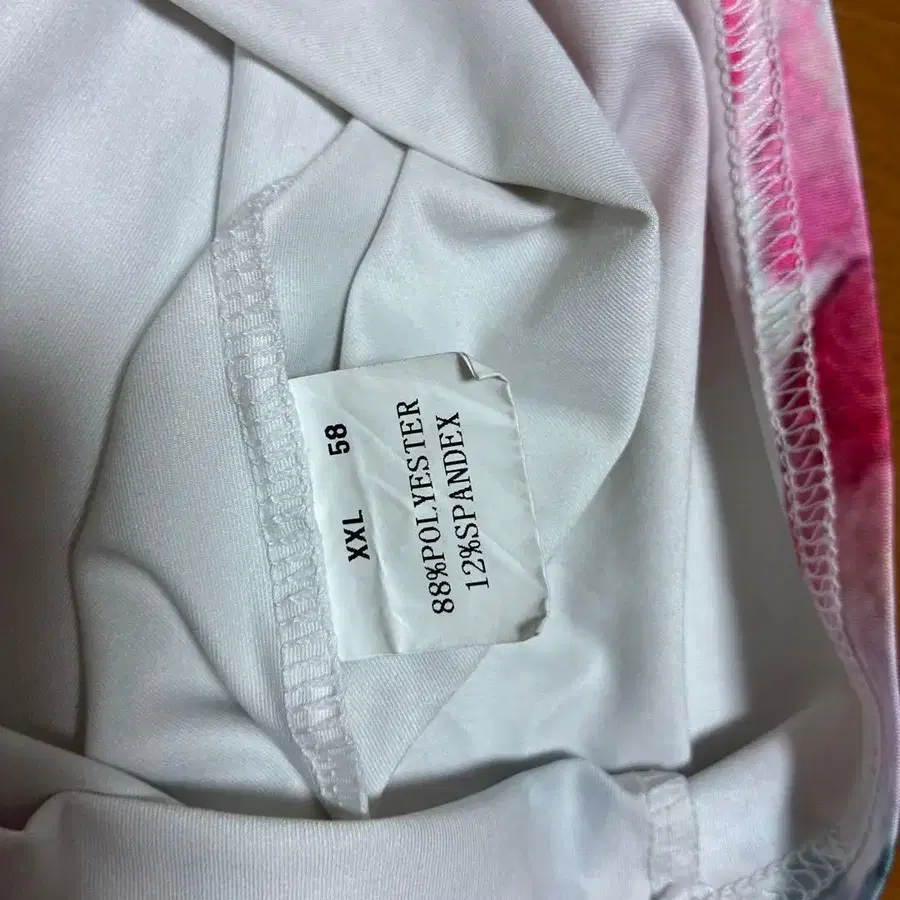 XXL 58
88%POLYESTER
12%SPANDEX